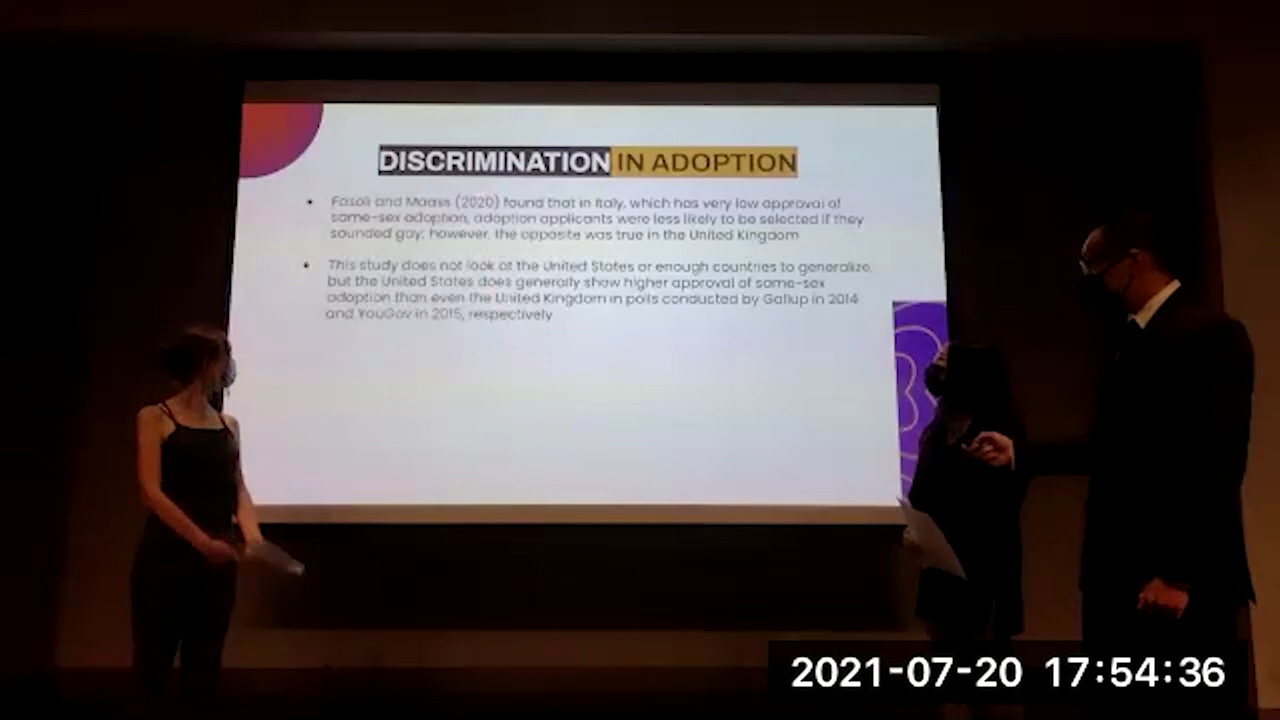 DISCRIMINATION IN ADOPTION
Fasoli and Maass (2020) found that in Italy, which has very low approval of
same-sex adoption, adoption applicants were less likely to be selected if they
sounded gay; however, the opposite was true in the United Kingdom
This study does not look at the United States or enough countries to generalize,
but the United States does generally show higher approval of same-sex
adoption than even the United Kingdom in polls conducted by Gallup in 2014
and YouGov in 2015, respectively
2021-07-20 17:54:36